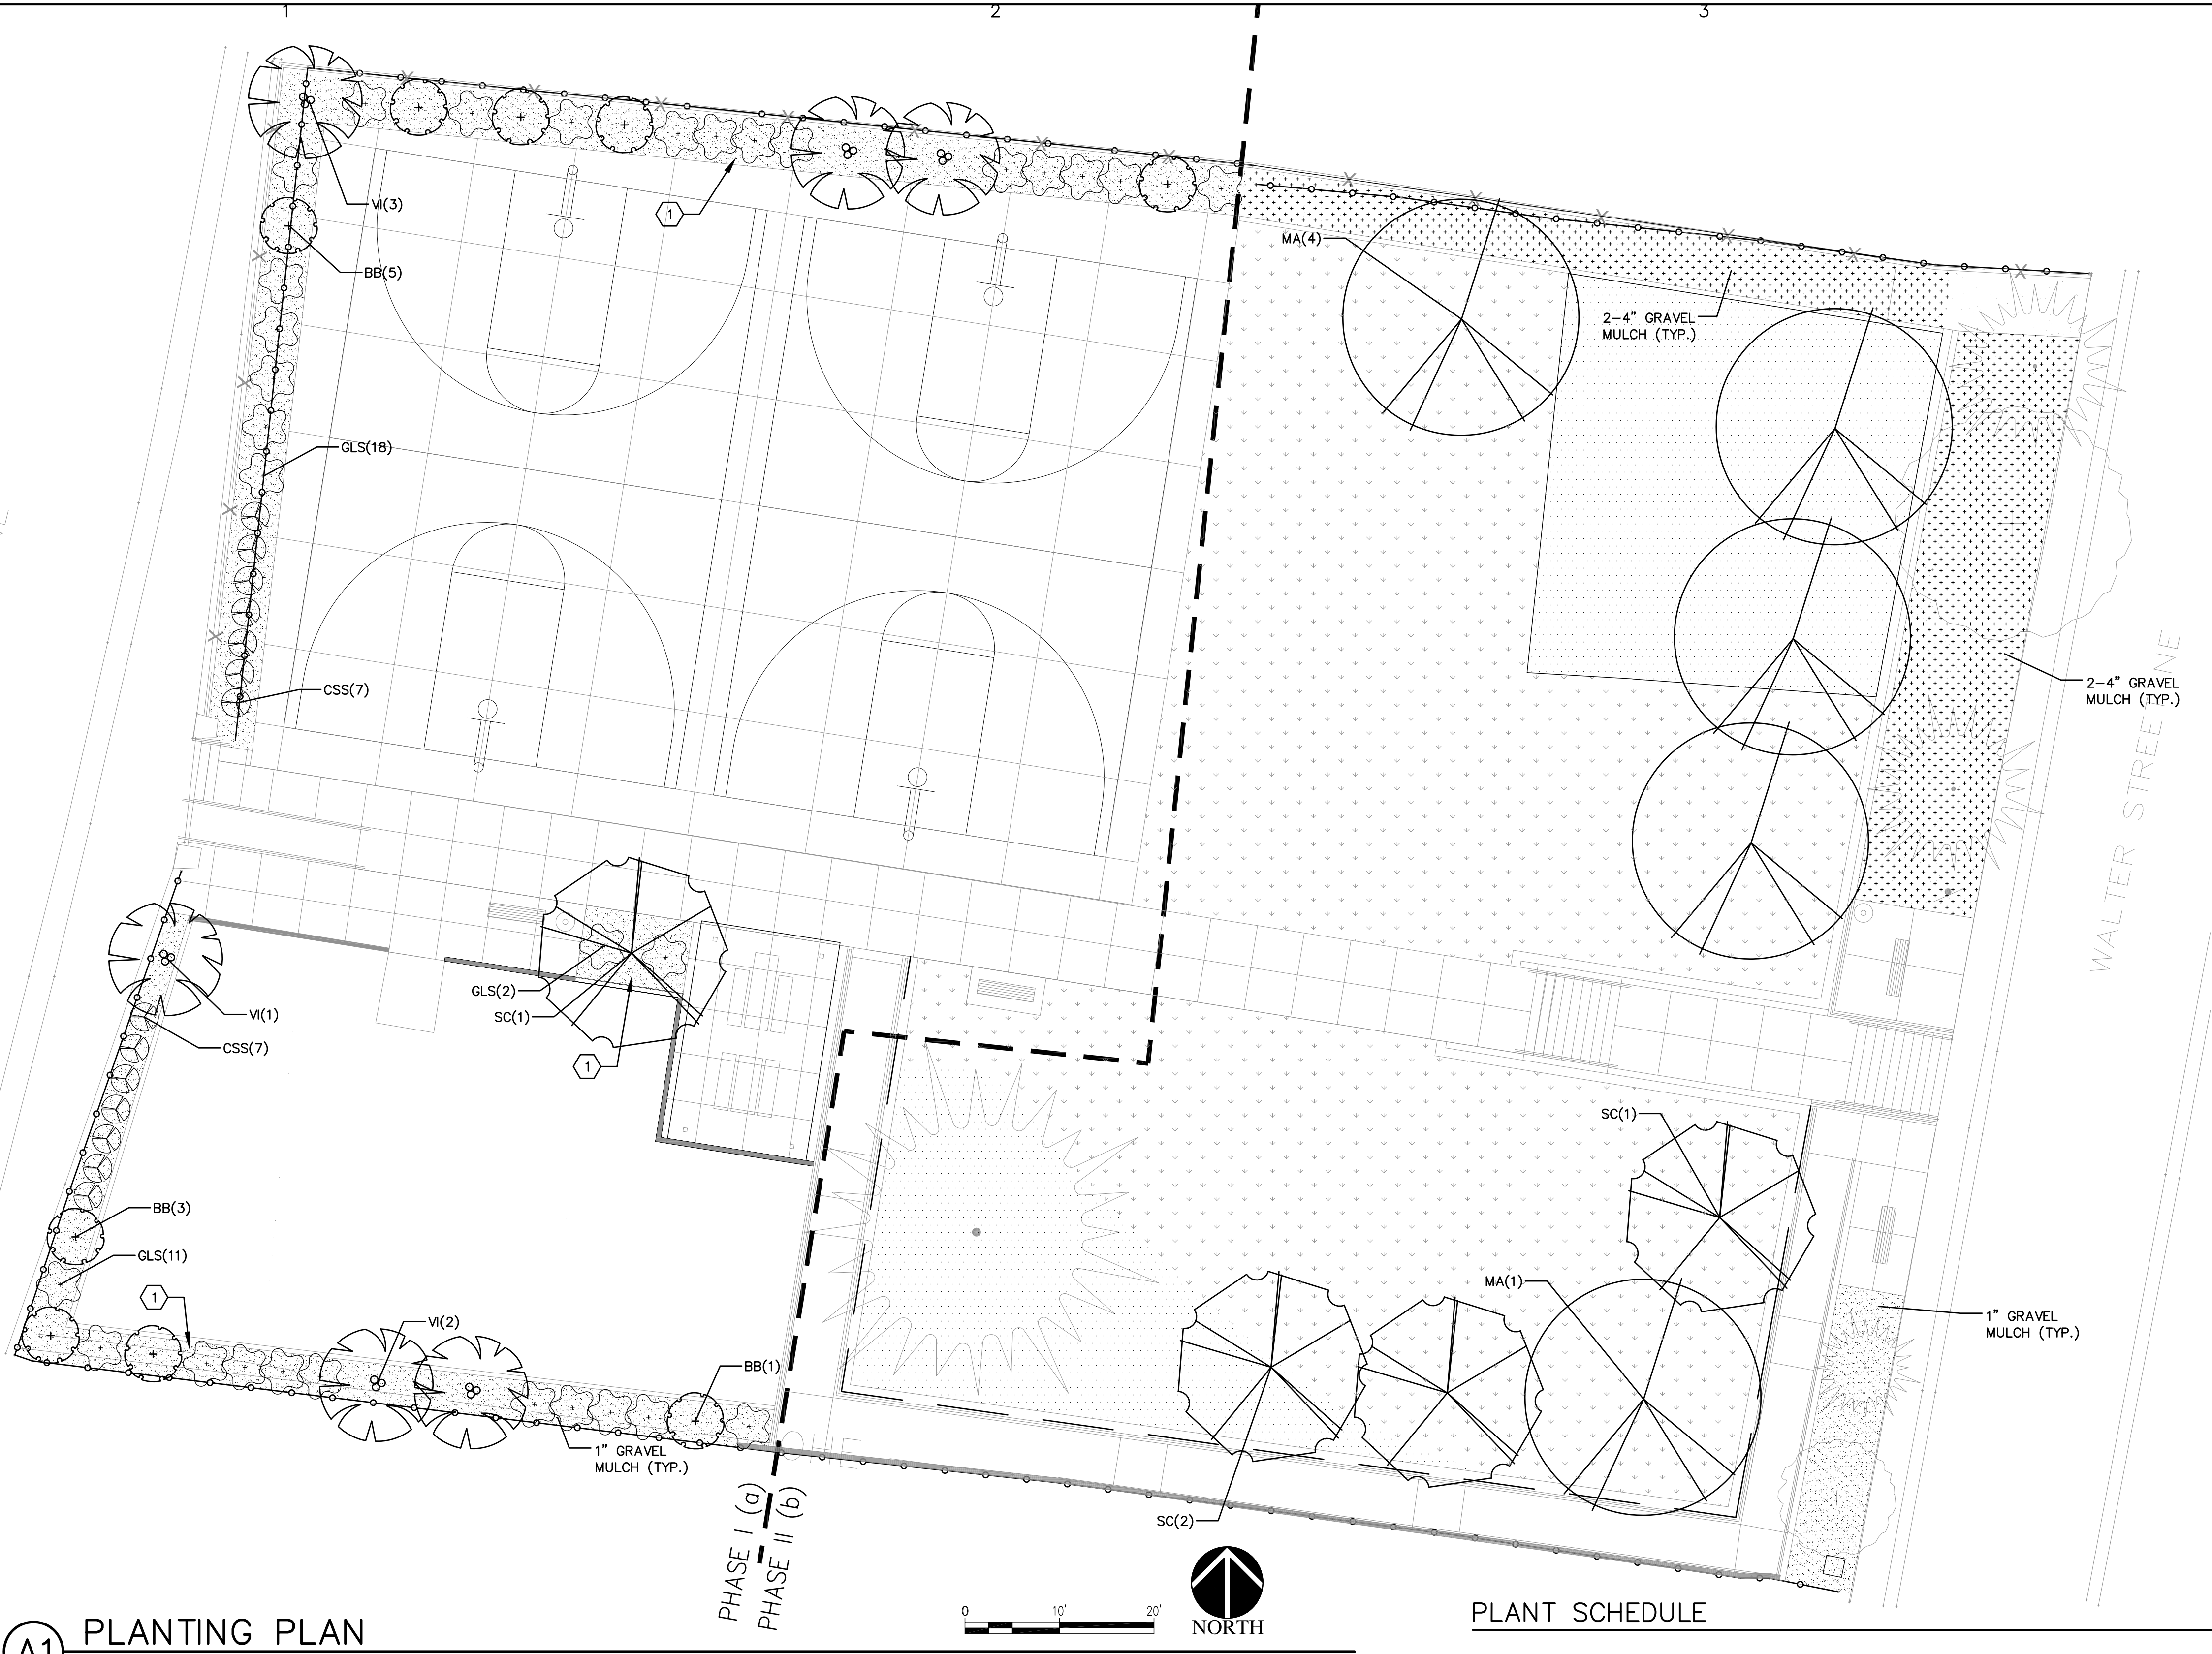 1
2
3
VI(3)
1
BB(5)
MA(4)
2-4" GRAVEL
MULCH (TYP.)
GLS(18)
CSS(7)
2-4" GRAVEL
MULCH (TYP.)
WALTER STREE NE
GLS(2)
SC(1)
1
VI(1)
CSS(7)
SC(1)
BB(3)
GLS(11)
1
MA(1)
VI(2)
1" GRAVEL
MULCH (TYP.)
BB(1)
OHE
1" GRAVEL
MULCH (TYP.)
SC(2)
PHASE I (a)
PHASE II (b)
0 10' 20'
NORTH
PLANT SCHEDULE
A1
PLANTING PLAN